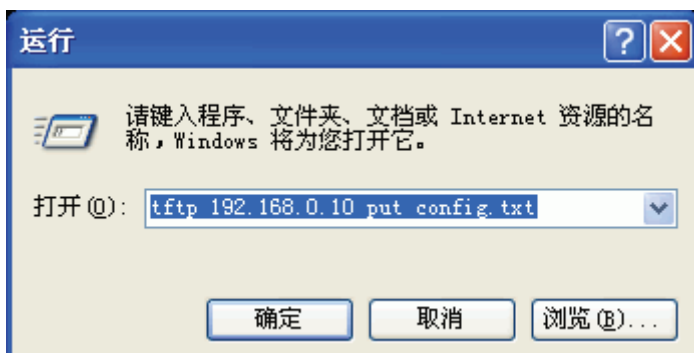 运行
请键入程序、文件夹、文档或 Internet 资源的名
称，Windows 将为您打开它。
打开(O): tftp 192.168.0.10 put config.txt
确定 取消 浏览(B)...